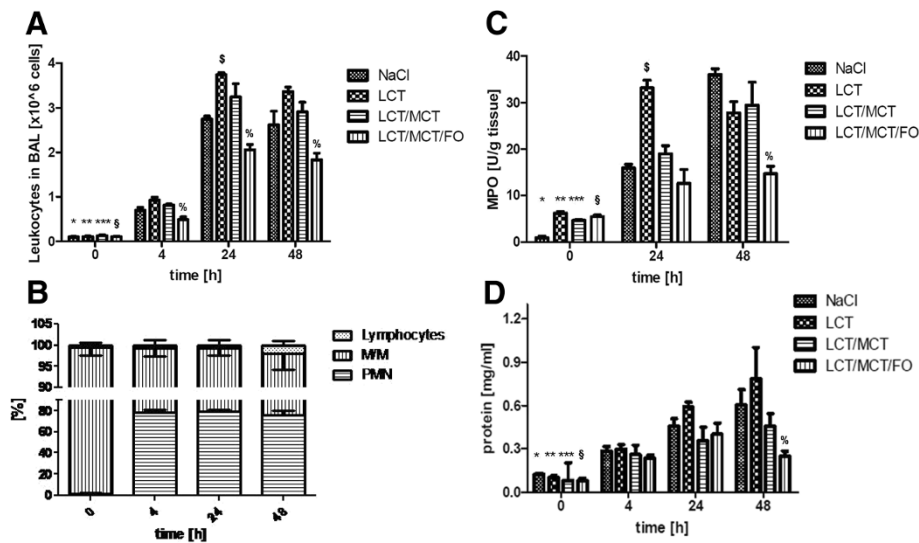 A
Leukocytes in BAL [x10^6 cells]
4
3
2
1
0
$
%
%
%
* ** *** §
0 4 24 48
time [h]
NaCl
LCT
LCT/MCT
LCT/MCT/FO
B
[%]
105
100
95
90
80
60
40
20
0
0 4 24 48
time [h]
Lymphocytes
M/M
PMN
C
MPO [U/g tissue]
40
30
20
10
0
$
%
* ** *** §
0 24 48
time [h]
NaCl
LCT
LCT/MCT
LCT/MCT/FO
D
protein [mg/ml]
1.2
0.9
0.6
0.3
0.0
%
* ** *** §
0 4 24 48
time [h]
NaCl
LCT
LCT/MCT
LCT/MCT/FO